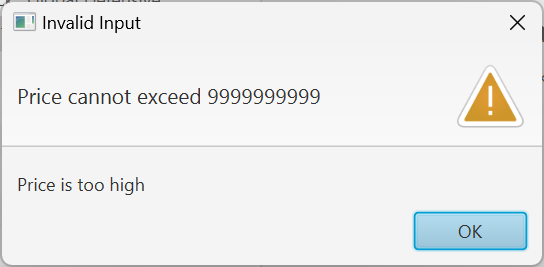 Invalid Input
Price cannot exceed 9999999999
Price is too high
OK